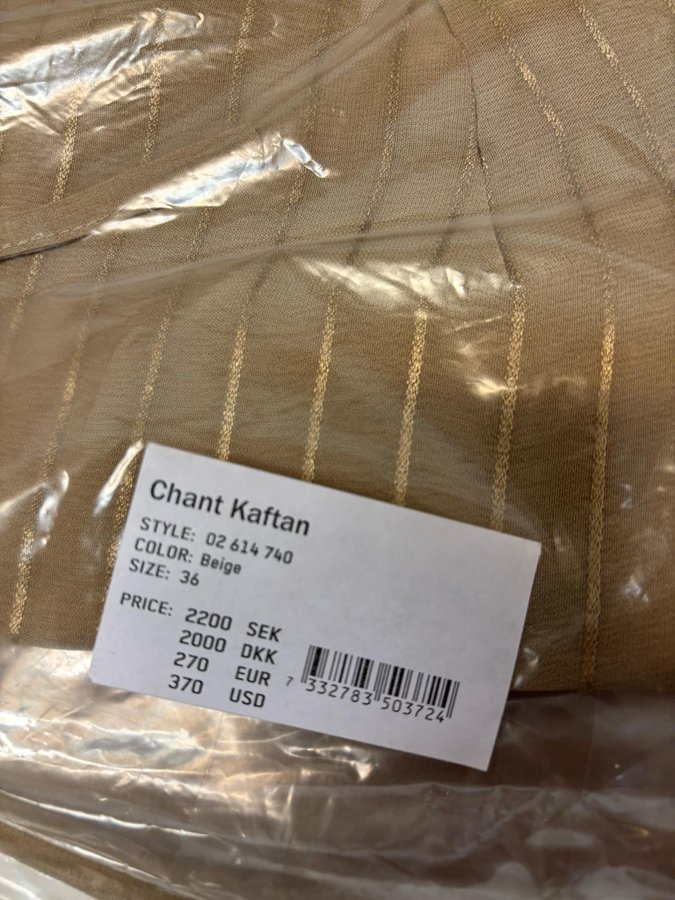 Chant Kaftan
STYLE: 02 614 740
COLOR: Beige
SIZE: 36
PRICE: 2200 SEK
2000 DKK
270 EUR
370 USD
7 332783 503724